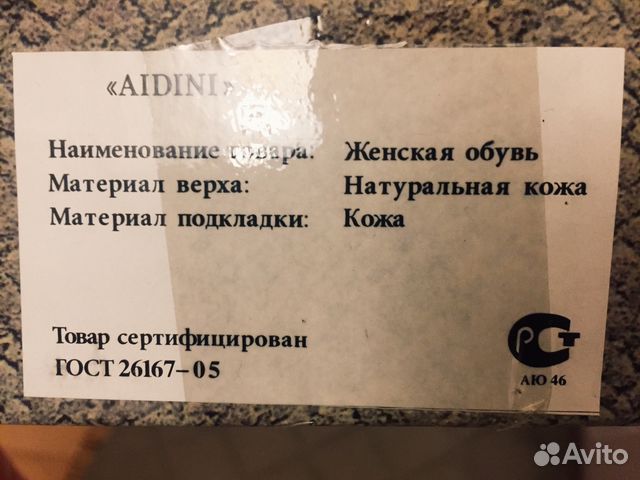 «AIDINI»
Наименование товара: Женская обувь
Материал верха: Натуральная кожа
Материал подкладки: Кожа
Товар сертифицирован
ГОСТ 26167-05
РСТ
АЮ 46
Avito